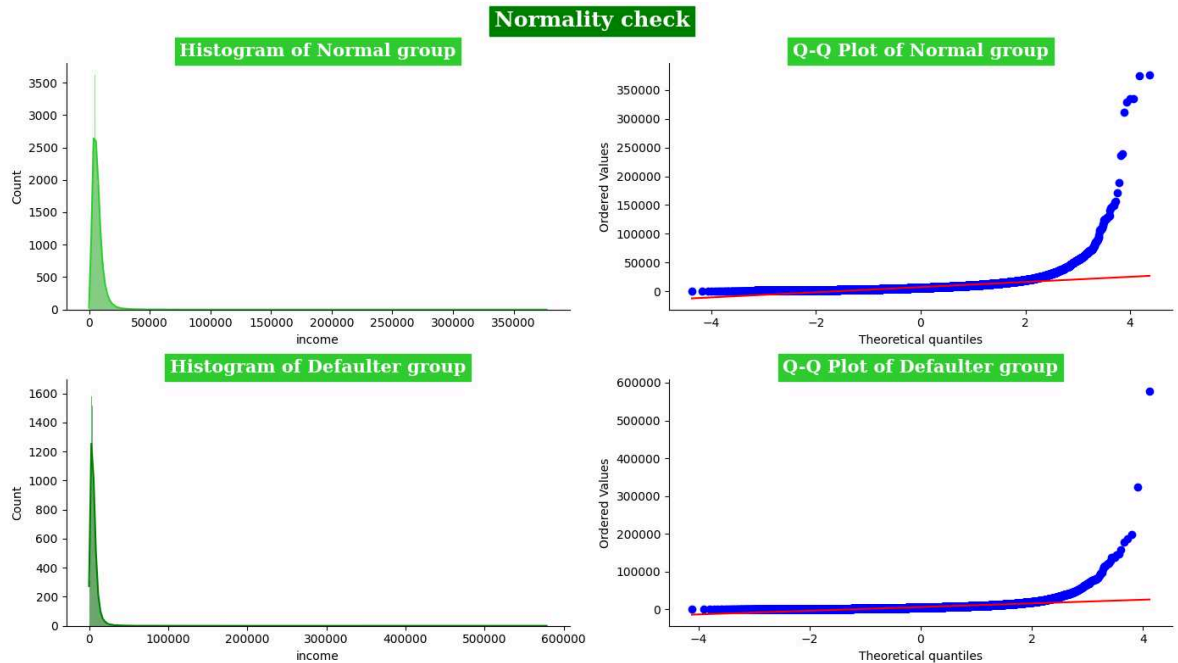 Normality check
Histogram of Normal group
Count
3500
3000
2500
2000
1500
1000
500
0
0 50000 100000 150000 200000 250000 300000 350000
income
Q-Q Plot of Normal group
Ordered Values
350000
300000
250000
200000
150000
100000
50000
0
−4 −2 0 2 4
Theoretical quantiles
Histogram of Defaulter group
Count
1600
1400
1200
1000
800
600
400
200
0
0 100000 200000 300000 400000 500000 600000
income
Q-Q Plot of Defaulter group
Ordered Values
600000
500000
400000
300000
200000
100000
0
−4 −2 0 2 4
Theoretical quantiles